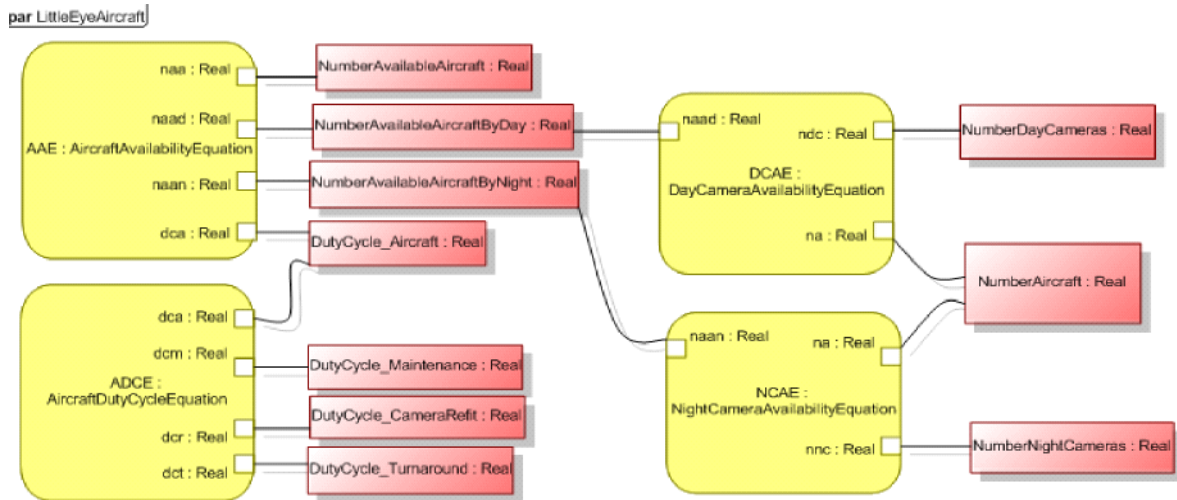 par LittleEyeAircraft
naa : Real
NumberAvailableAircraft : Real
naad : Real
NumberAvailableAircraftByDay : Real
AAE : AircraftAvailabilityEquation
naan : Real
NumberAvailableAircraftByNight : Real
dca : Real
DutyCycle_Aircraft : Real
dca : Real
dcm : Real
DutyCycle_Maintenance : Real
ADCE :
AircraftDutyCycleEquation
dcr : Real
DutyCycle_CameraRefit : Real
dct : Real
DutyCycle_Turnaround : Real
naad : Real
ndc : Real
NumberDayCameras : Real
DCAE :
DayCameraAvailabilityEquation
na : Real
NumberAircraft : Real
naan : Real
na : Real
NCAE :
NightCameraAvailabilityEquation
nnc : Real
NumberNightCameras : Real